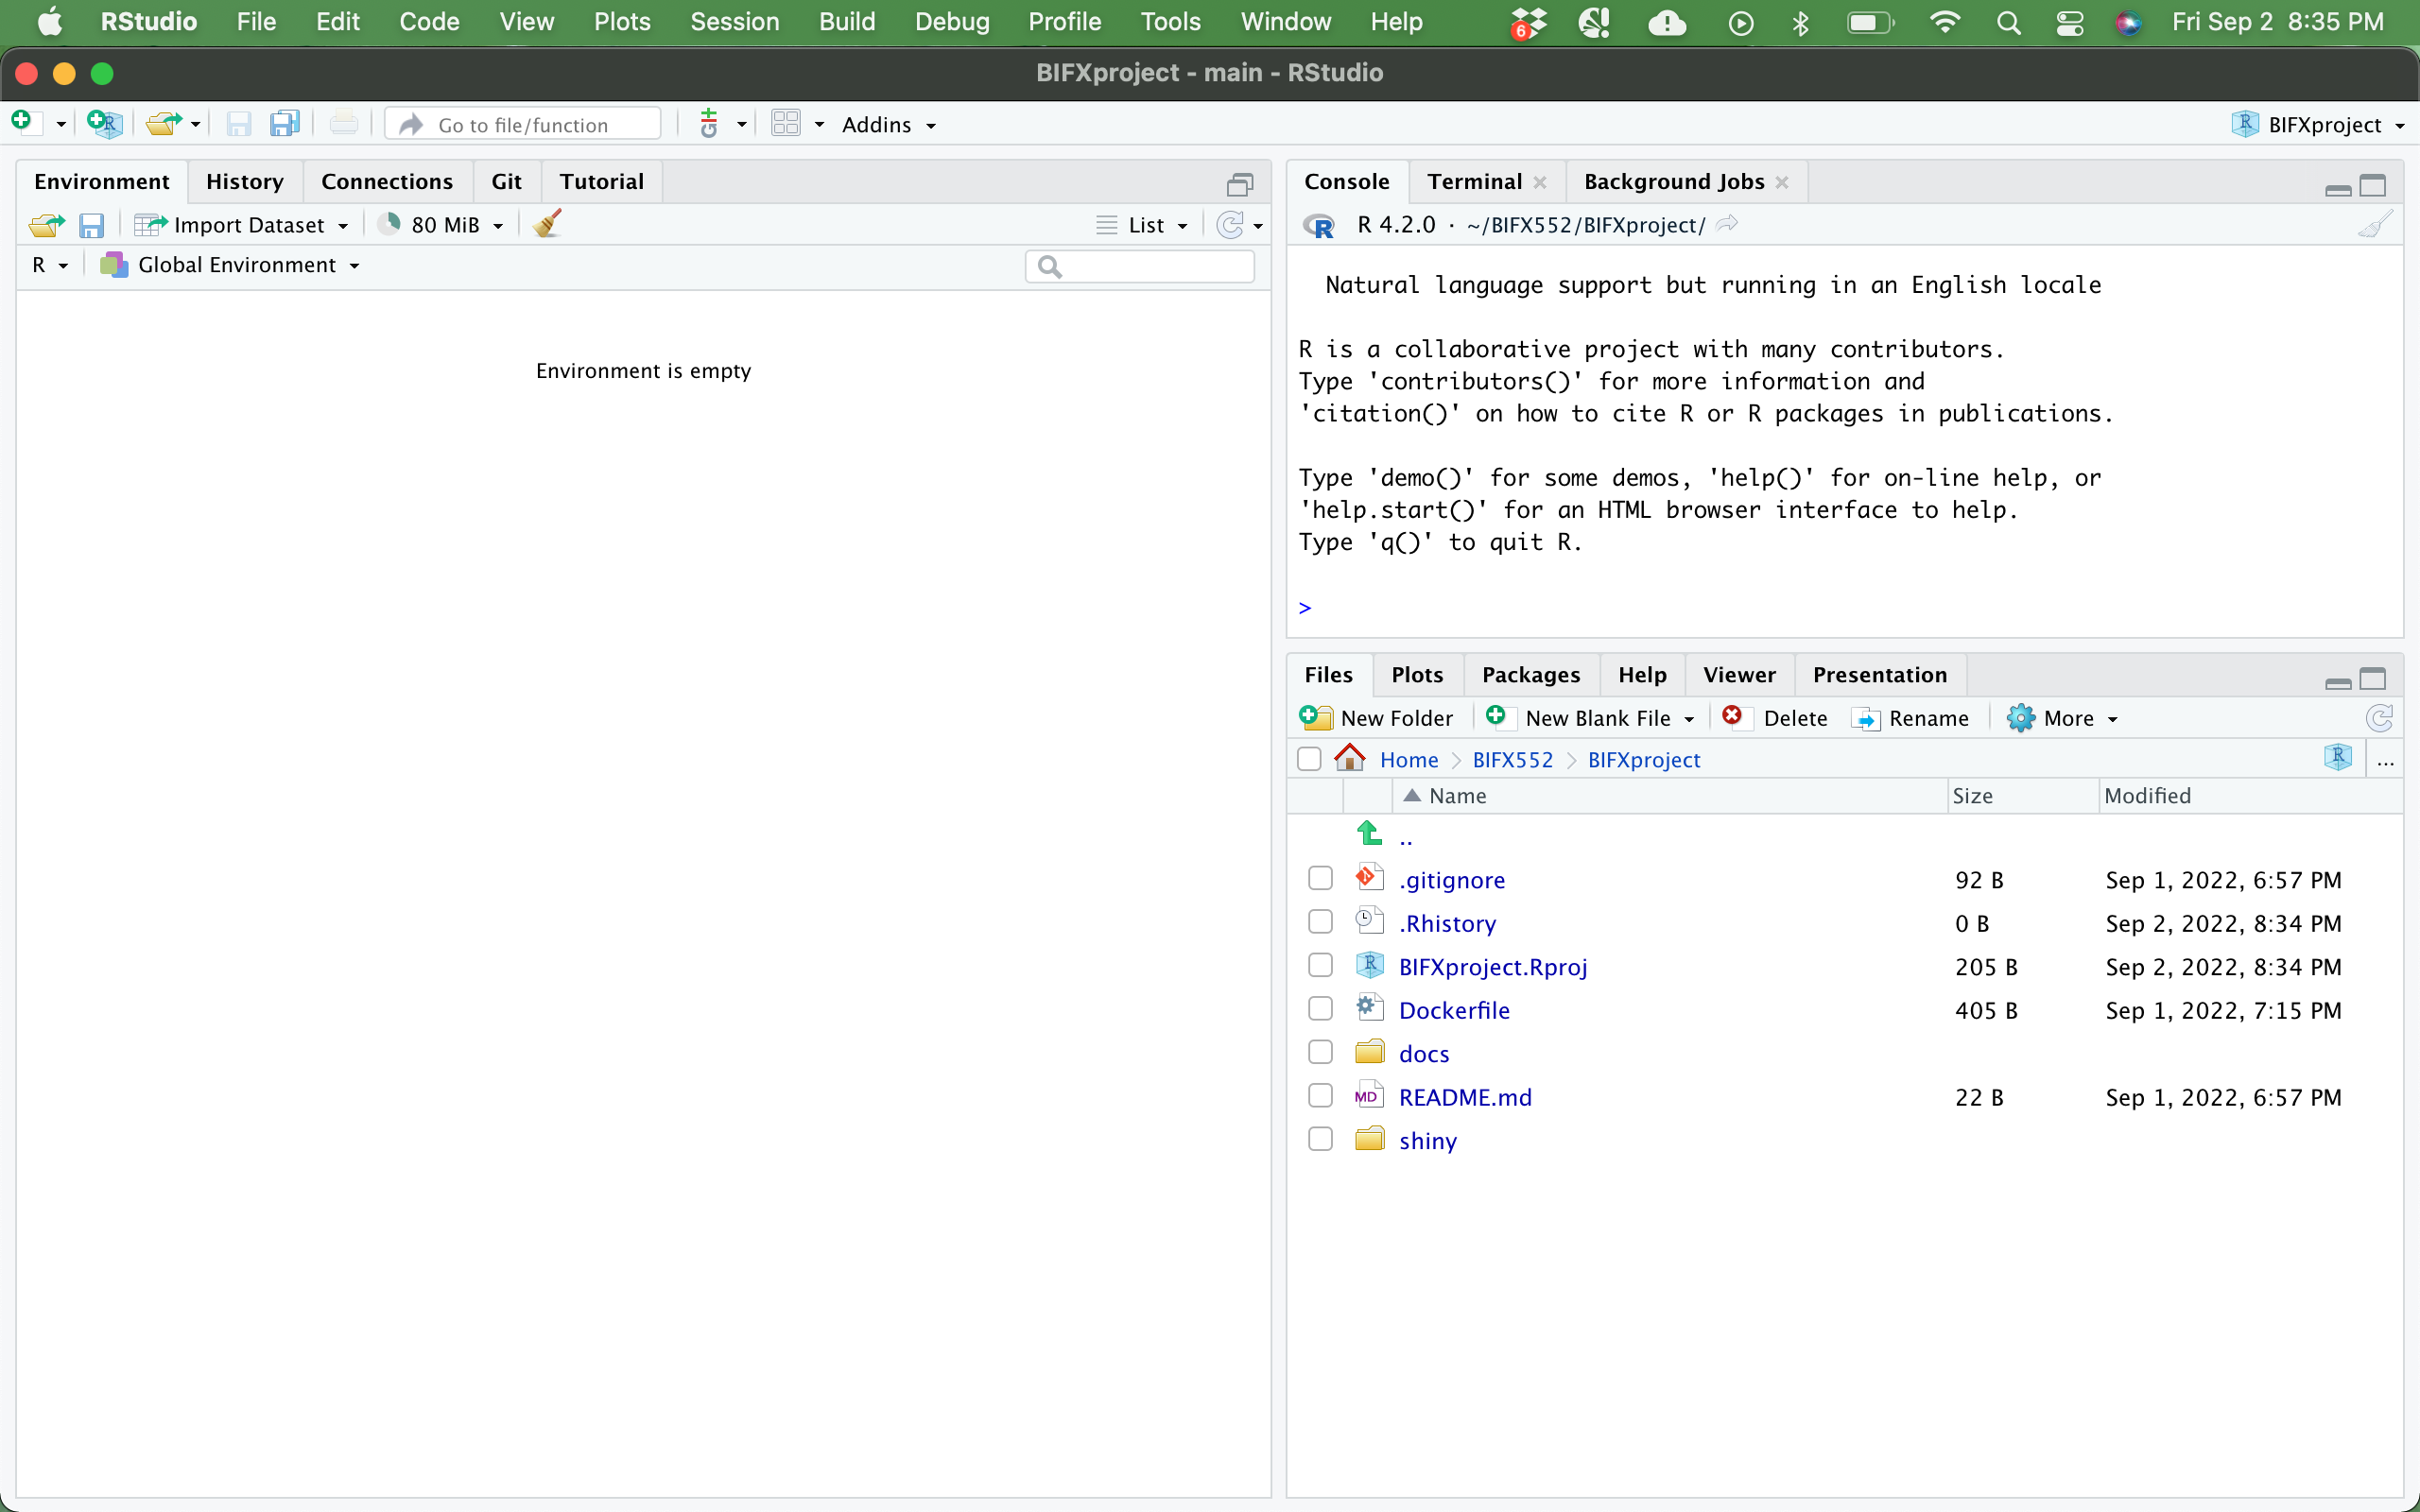 RStudio File Edit Code View Plots Session Build Debug Profile Tools Window Help 6 Fri Sep 2 8:35 PM
BIFXproject - main - RStudio
Go to file/function Addins BIFXproject
Environment History Connections Git Tutorial
Import Dataset 80 MiB List
R Global Environment
Environment is empty
Console Terminal Background Jobs
R 4.2.0 · ~/BIFX552/BIFXproject/
Natural language support but running in an English locale
R is a collaborative project with many contributors.
Type 'contributors()' for more information and
'citation()' on how to cite R or R packages in publications.
Type 'demo()' for some demos, 'help()' for on-line help, or
'help.start()' for an HTML browser interface to help.
Type 'q()' to quit R.
>
Files Plots Packages Help Viewer Presentation
New Folder New Blank File Delete Rename More
Home BIFX552 BIFXproject ...
Name Size Modified
..
.gitignore 92 B Sep 1, 2022, 6:57 PM
.Rhistory 0 B Sep 2, 2022, 8:34 PM
BIFXproject.Rproj 205 B Sep 2, 2022, 8:34 PM
Dockerfile 405 B Sep 1, 2022, 7:15 PM
docs
README.md 22 B Sep 1, 2022, 6:57 PM
shiny